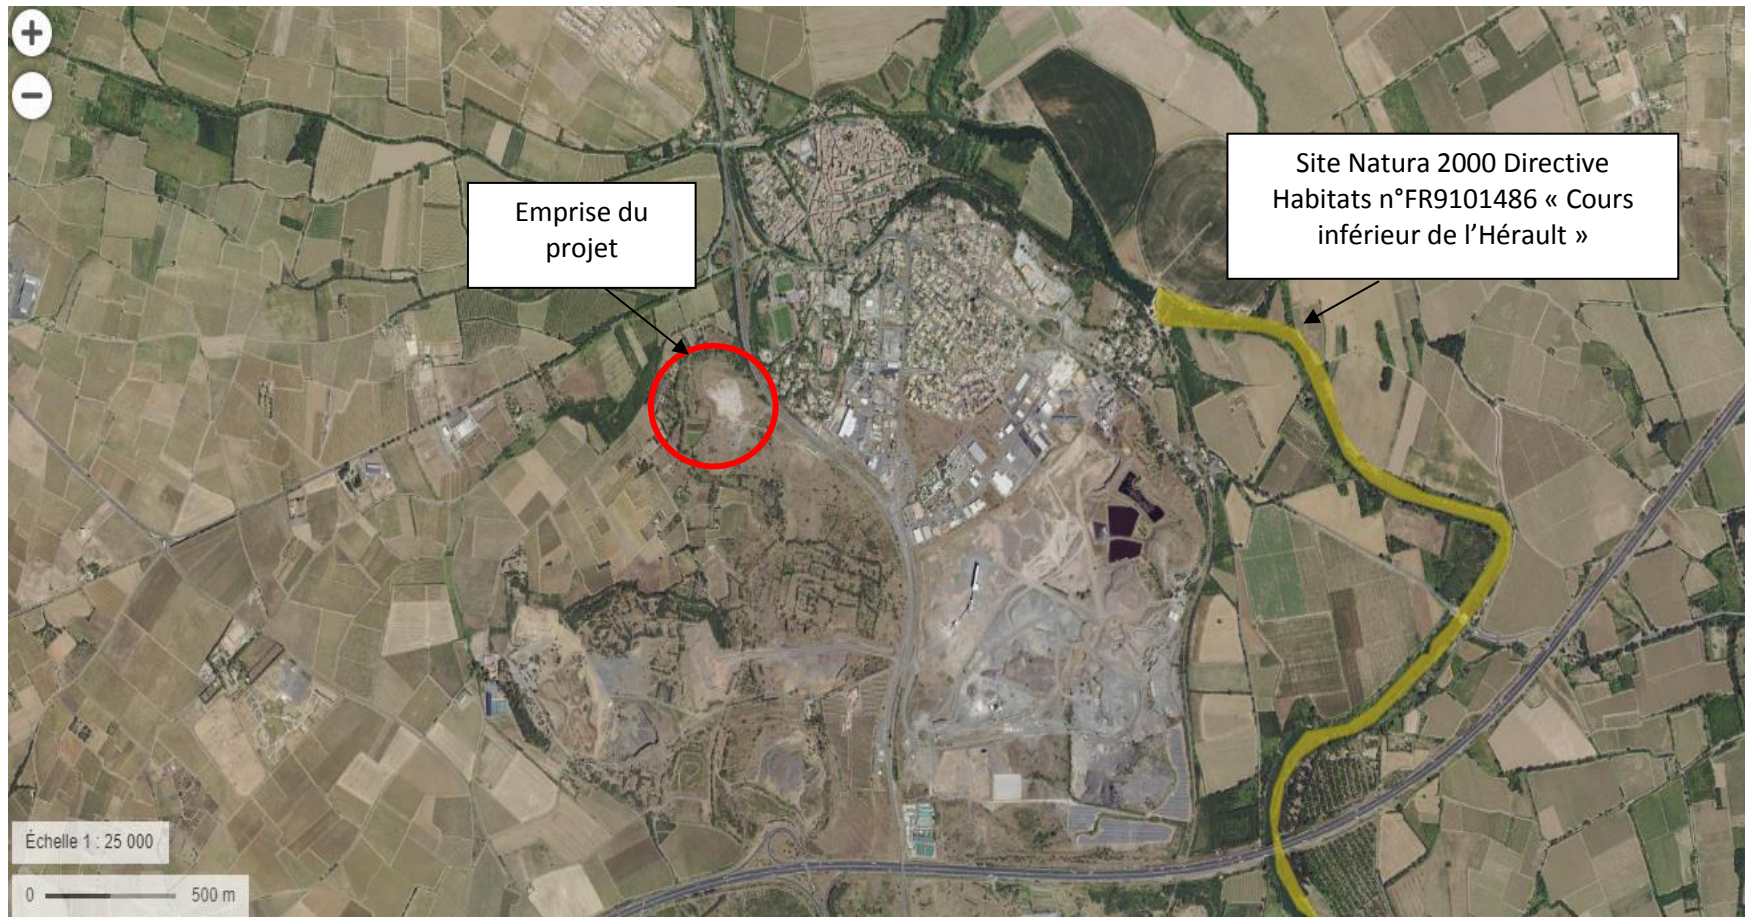 +
−
Emprise du
projet
Site Natura 2000 Directive
Habitats n°FR9101486 « Cours
inférieur de l’Hérault »
Échelle 1 : 25 000
0 500 m